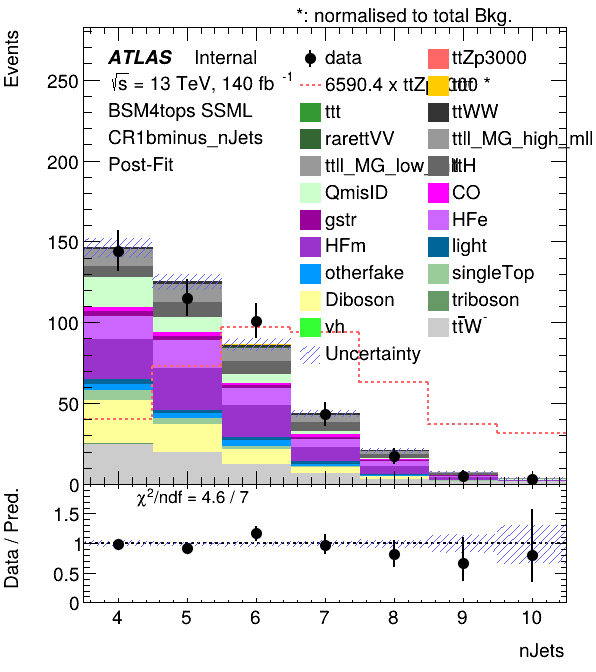 *: normalised to total Bkg.
Events
ATLAS Internal
√s = 13 TeV, 140 fb⁻¹
BSM4tops SSML
CR1bminus_nJets
Post-Fit
data
ttZp3000
6590.4 x ttZp3000 *
ttt
ttWW
rarettVV
ttll_MG_high_mll
ttll_MG_low_
ttH
QmisID
CO
gstr
HFe
HFm
light
otherfake
singleTop
Diboson
triboson
vh
tt̄W
Uncertainty
250
200
150
100
50
0
χ²/ndf = 4.6 / 7
Data / Pred.
1.5
1
0.5
0
4 5 6 7 8 9 10
nJets